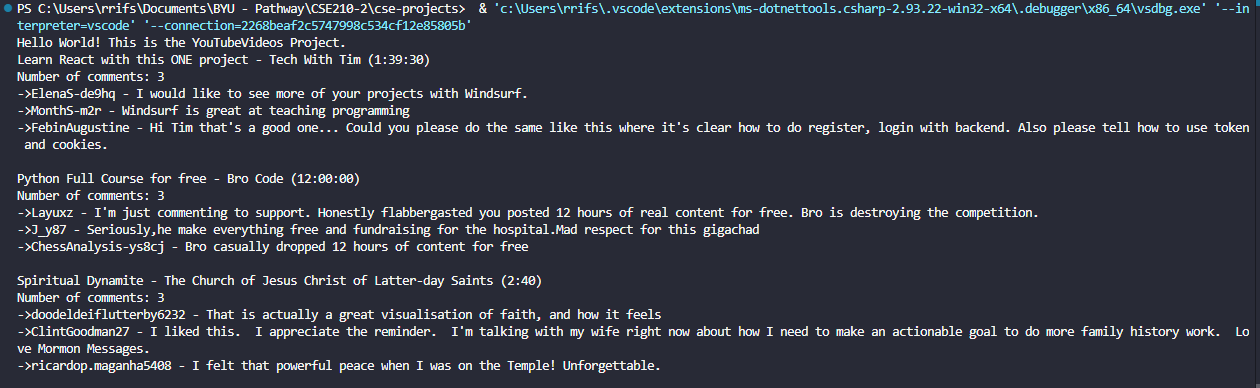 PS C:\Users\rrifs\Documents\BYU - Pathway\CSE210-2\cse-projects>  & 'c:\Users\rrifs\.vscode\extensions\ms-dotnettools.csharp-2.93.22-win32-x64\.debugger\x86_64\vsdbg.exe' '--in
terpreter=vscode' '--connection=2268beaf2c5747998c534cf12e85805b'
Hello World! This is the YouTubeVideos Project.
Learn React with this ONE project - Tech With Tim (1:39:30)
Number of comments: 3
->ElenaS-de9hq - I would like to see more of your projects with Windsurf.
->MonthS-m2r - Windsurf is great at teaching programming
->FebinAugustine - Hi Tim that's a good one... Could you please do the same like this where it's clear how to do register, login with backend. Also please tell how to use token
 and cookies.
Python Full Course for free - Bro Code (12:00:00)
Number of comments: 3
->Layuxz - I'm just commenting to support. Honestly flabbergasted you posted 12 hours of real content for free. Bro is destroying the competition.
->J_y87 - Seriously,he make everything free and fundraising for the hospital.Mad respect for this gigachad
->ChessAnalysis-ys8cj - Bro casually dropped 12 hours of content for free
Spiritual Dynamite - The Church of Jesus Christ of Latter-day Saints (2:40)
Number of comments: 3
->doodeldeiflutterby6232 - That is actually a great visualisation of faith, and how it feels
->ClintGoodman27 - I liked this.  I appreciate the reminder.  I'm talking with my wife right now about how I need to make an actionable goal to do more family history work.  Lo
ve Mormon Messages.
->ricardop.maganha5408 - I felt that powerful peace when I was on the Temple! Unforgettable.